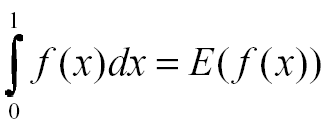 ∫₀¹ f(x)dx = E(f(x))